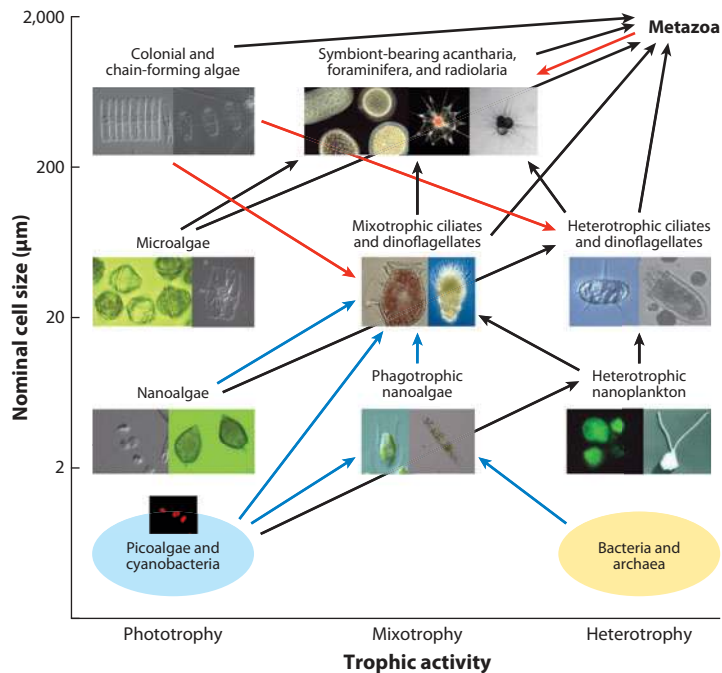 2,000
Metazoa
Colonial and
chain-forming algae
Symbiont-bearing acantharia,
foraminifera, and radiolaria
200
Microalgae
Mixotrophic ciliates
and dinoflagellates
Heterotrophic ciliates
and dinoflagellates
Nominal cell size (μm)
20
Nanoalgae
Phagotrophic
nanoalgae
Heterotrophic
nanoplankton
2
Picoalgae and
cyanobacteria
Bacteria and
archaea
Phototrophy
Mixotrophy
Heterotrophy
Trophic activity